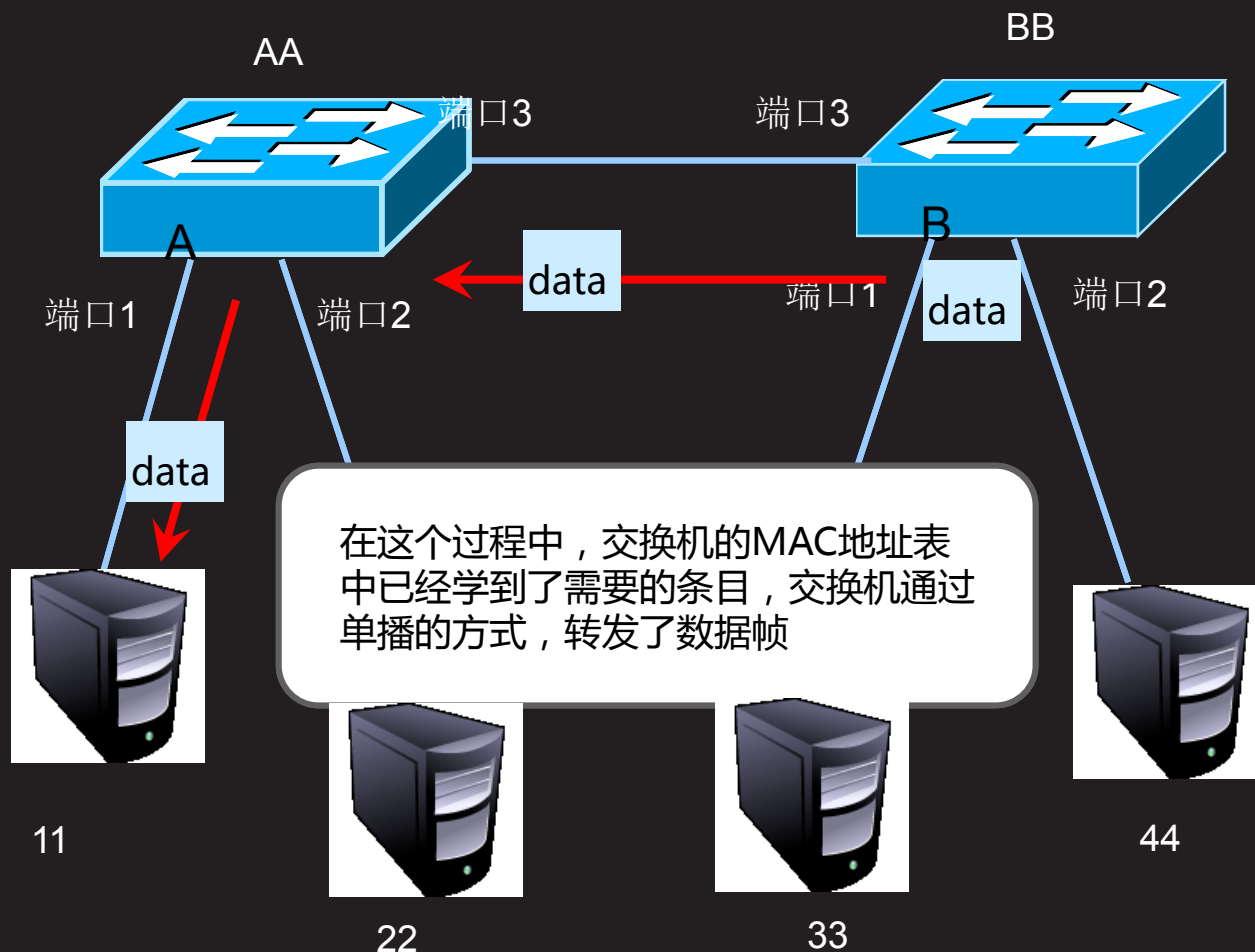 AA
BB
端口3
端口3
A
B
data
data
端口1
端口2
端口1
端口2
data
在这个过程中，交换机的MAC地址表
中已经学到了需要的条目，交换机通过
单播的方式，转发了数据帧
11
44
22
33